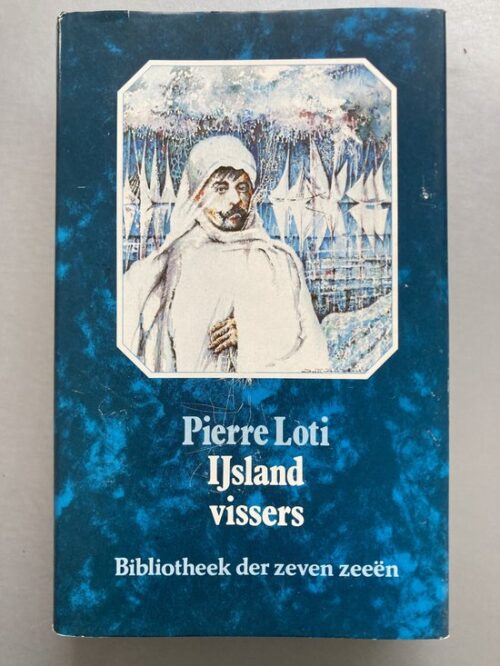 Pierre Loti
IJsland
vissers
Bibliotheek der zeven zeeën